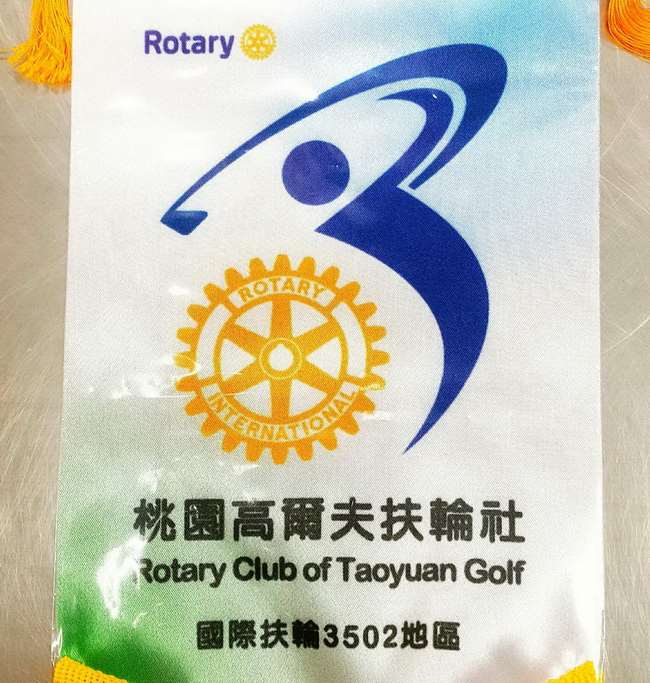 Rotary
ROTARY
INTERNATIONAL
桃園高爾夫扶輪社
Rotary Club of Taoyuan Golf
國際扶輪3502地區